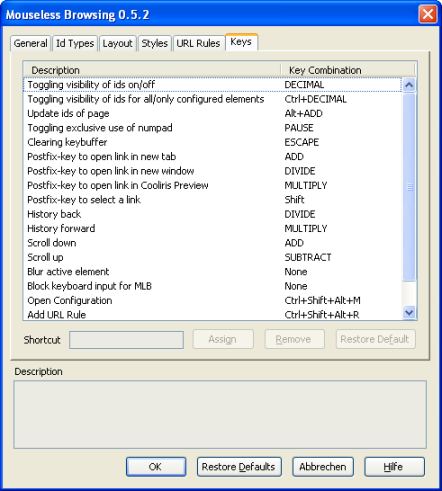 Mouseless Browsing 0.5.2
General Id Types Layout Styles URL Rules Keys
Description Key Combination
Toggling visibility of ids on/off DECIMAL
Toggling visibility of ids for all/only configured elements Ctrl+DECIMAL
Update ids of page Alt+ADD
Toggling exclusive use of numpad PAUSE
Clearing keybuffer ESCAPE
Postfix-key to open link in new tab ADD
Postfix-key to open link in new window DIVIDE
Postfix-key to open link in Cooliris Preview MULTIPLY
Postfix-key to select a link Shift
History back DIVIDE
History forward MULTIPLY
Scroll down ADD
Scroll up SUBTRACT
Blur active element None
Block keyboard input for MLB None
Open Configuration Ctrl+Shift+Alt+M
Add URL Rule Ctrl+Shift+Alt+R
Shortcut Assign Remove Restore Default
Description
OK Restore Defaults Abbrechen Hilfe